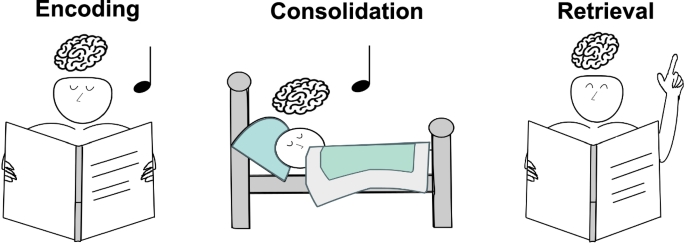 Encoding
Consolidation
Retrieval